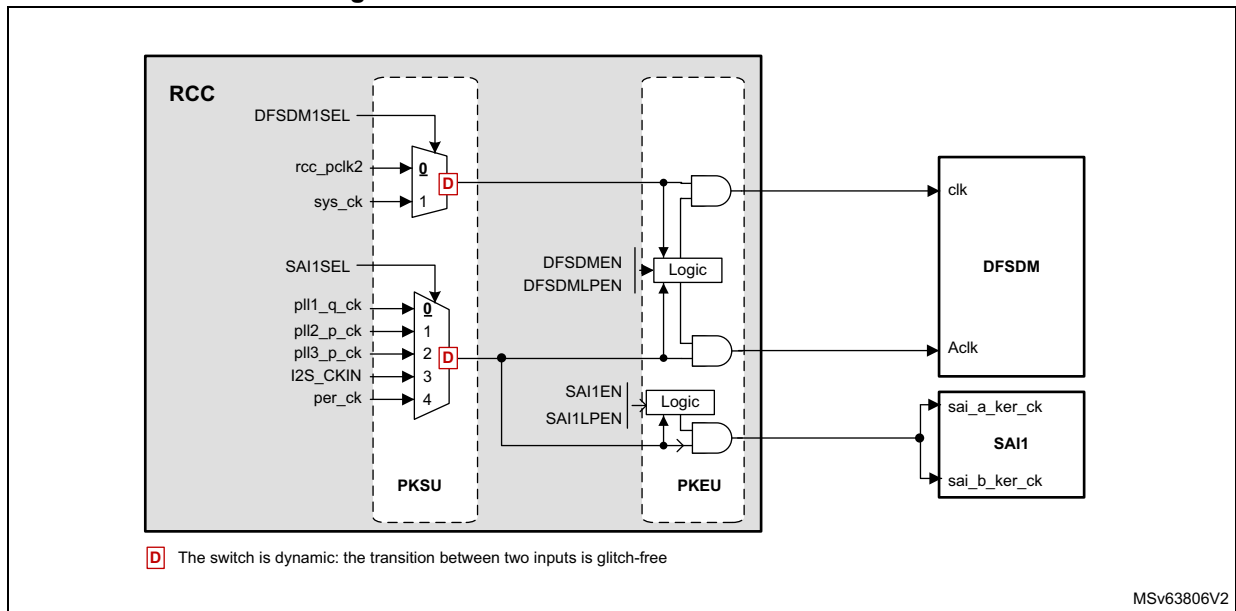 RCC
DFSDM1SEL
rcc_pclk2
0
D
sys_ck
1
clk
DFSDM
SAI1SEL
DFSDMEN
DFSDMLPEN
Logic
pll1_q_ck
0
pll2_p_ck
1
pll3_p_ck
2
D
I2S_CKIN
3
per_ck
4
Aclk
SAI1EN
SAI1LPEN
Logic
sai_a_ker_ck
SAI1
sai_b_ker_ck
PKSU
PKEU
D The switch is dynamic: the transition between two inputs is glitch-free
MSv63806V2